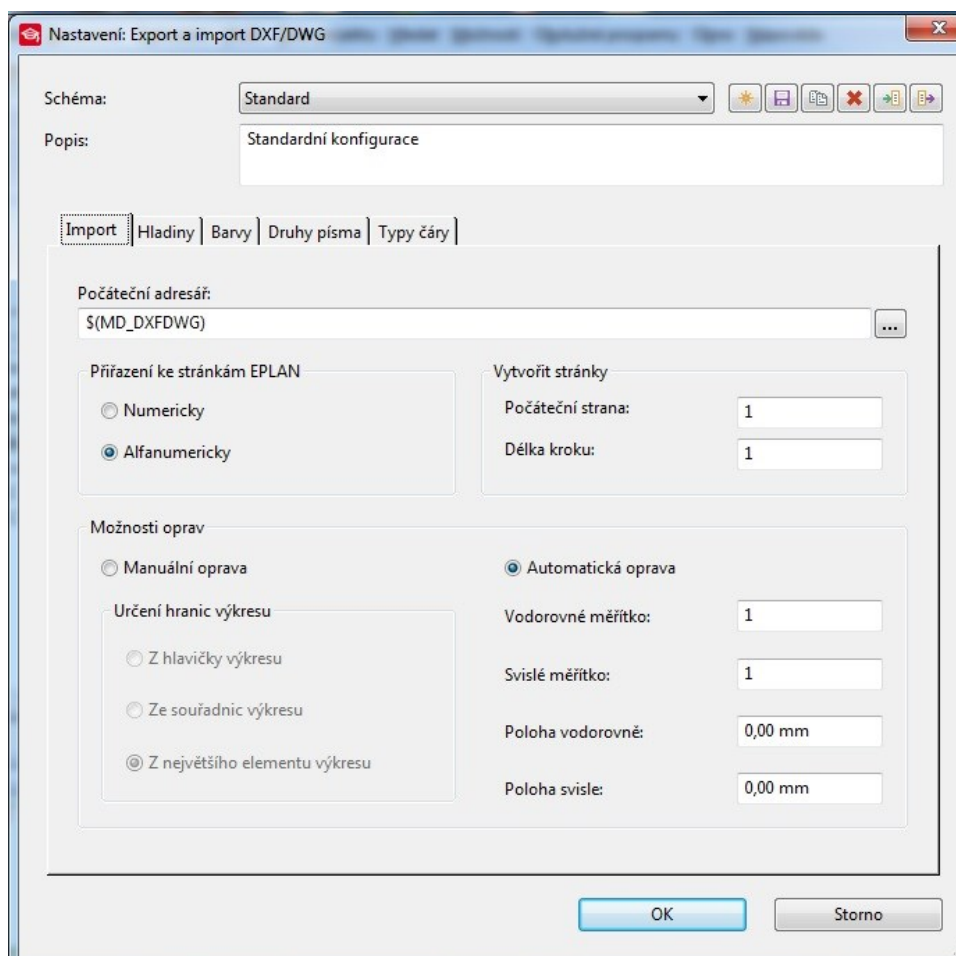 Nastavení: Export a import DXF/DWG
Schéma: Standard
Popis: Standardní konfigurace
Import Hladiny Barvy Druhy písma Typy čáry
Počáteční adresář:
$(MD_DXFDWG) ...
Přiřazení ke stránkám EPLAN
Numericky
Alfanumericky
Vytvořit stránky
Počáteční strana: 1
Délka kroku: 1
Možnosti oprav
Manuální oprava
Určení hranic výkresu
Z hlavičky výkresu
Ze souřadnic výkresu
Z největšího elementu výkresu
Automatická oprava
Vodorovné měřítko: 1
Svislé měřítko: 1
Poloha vodorovně: 0,00 mm
Poloha svisle: 0,00 mm
OK Storno